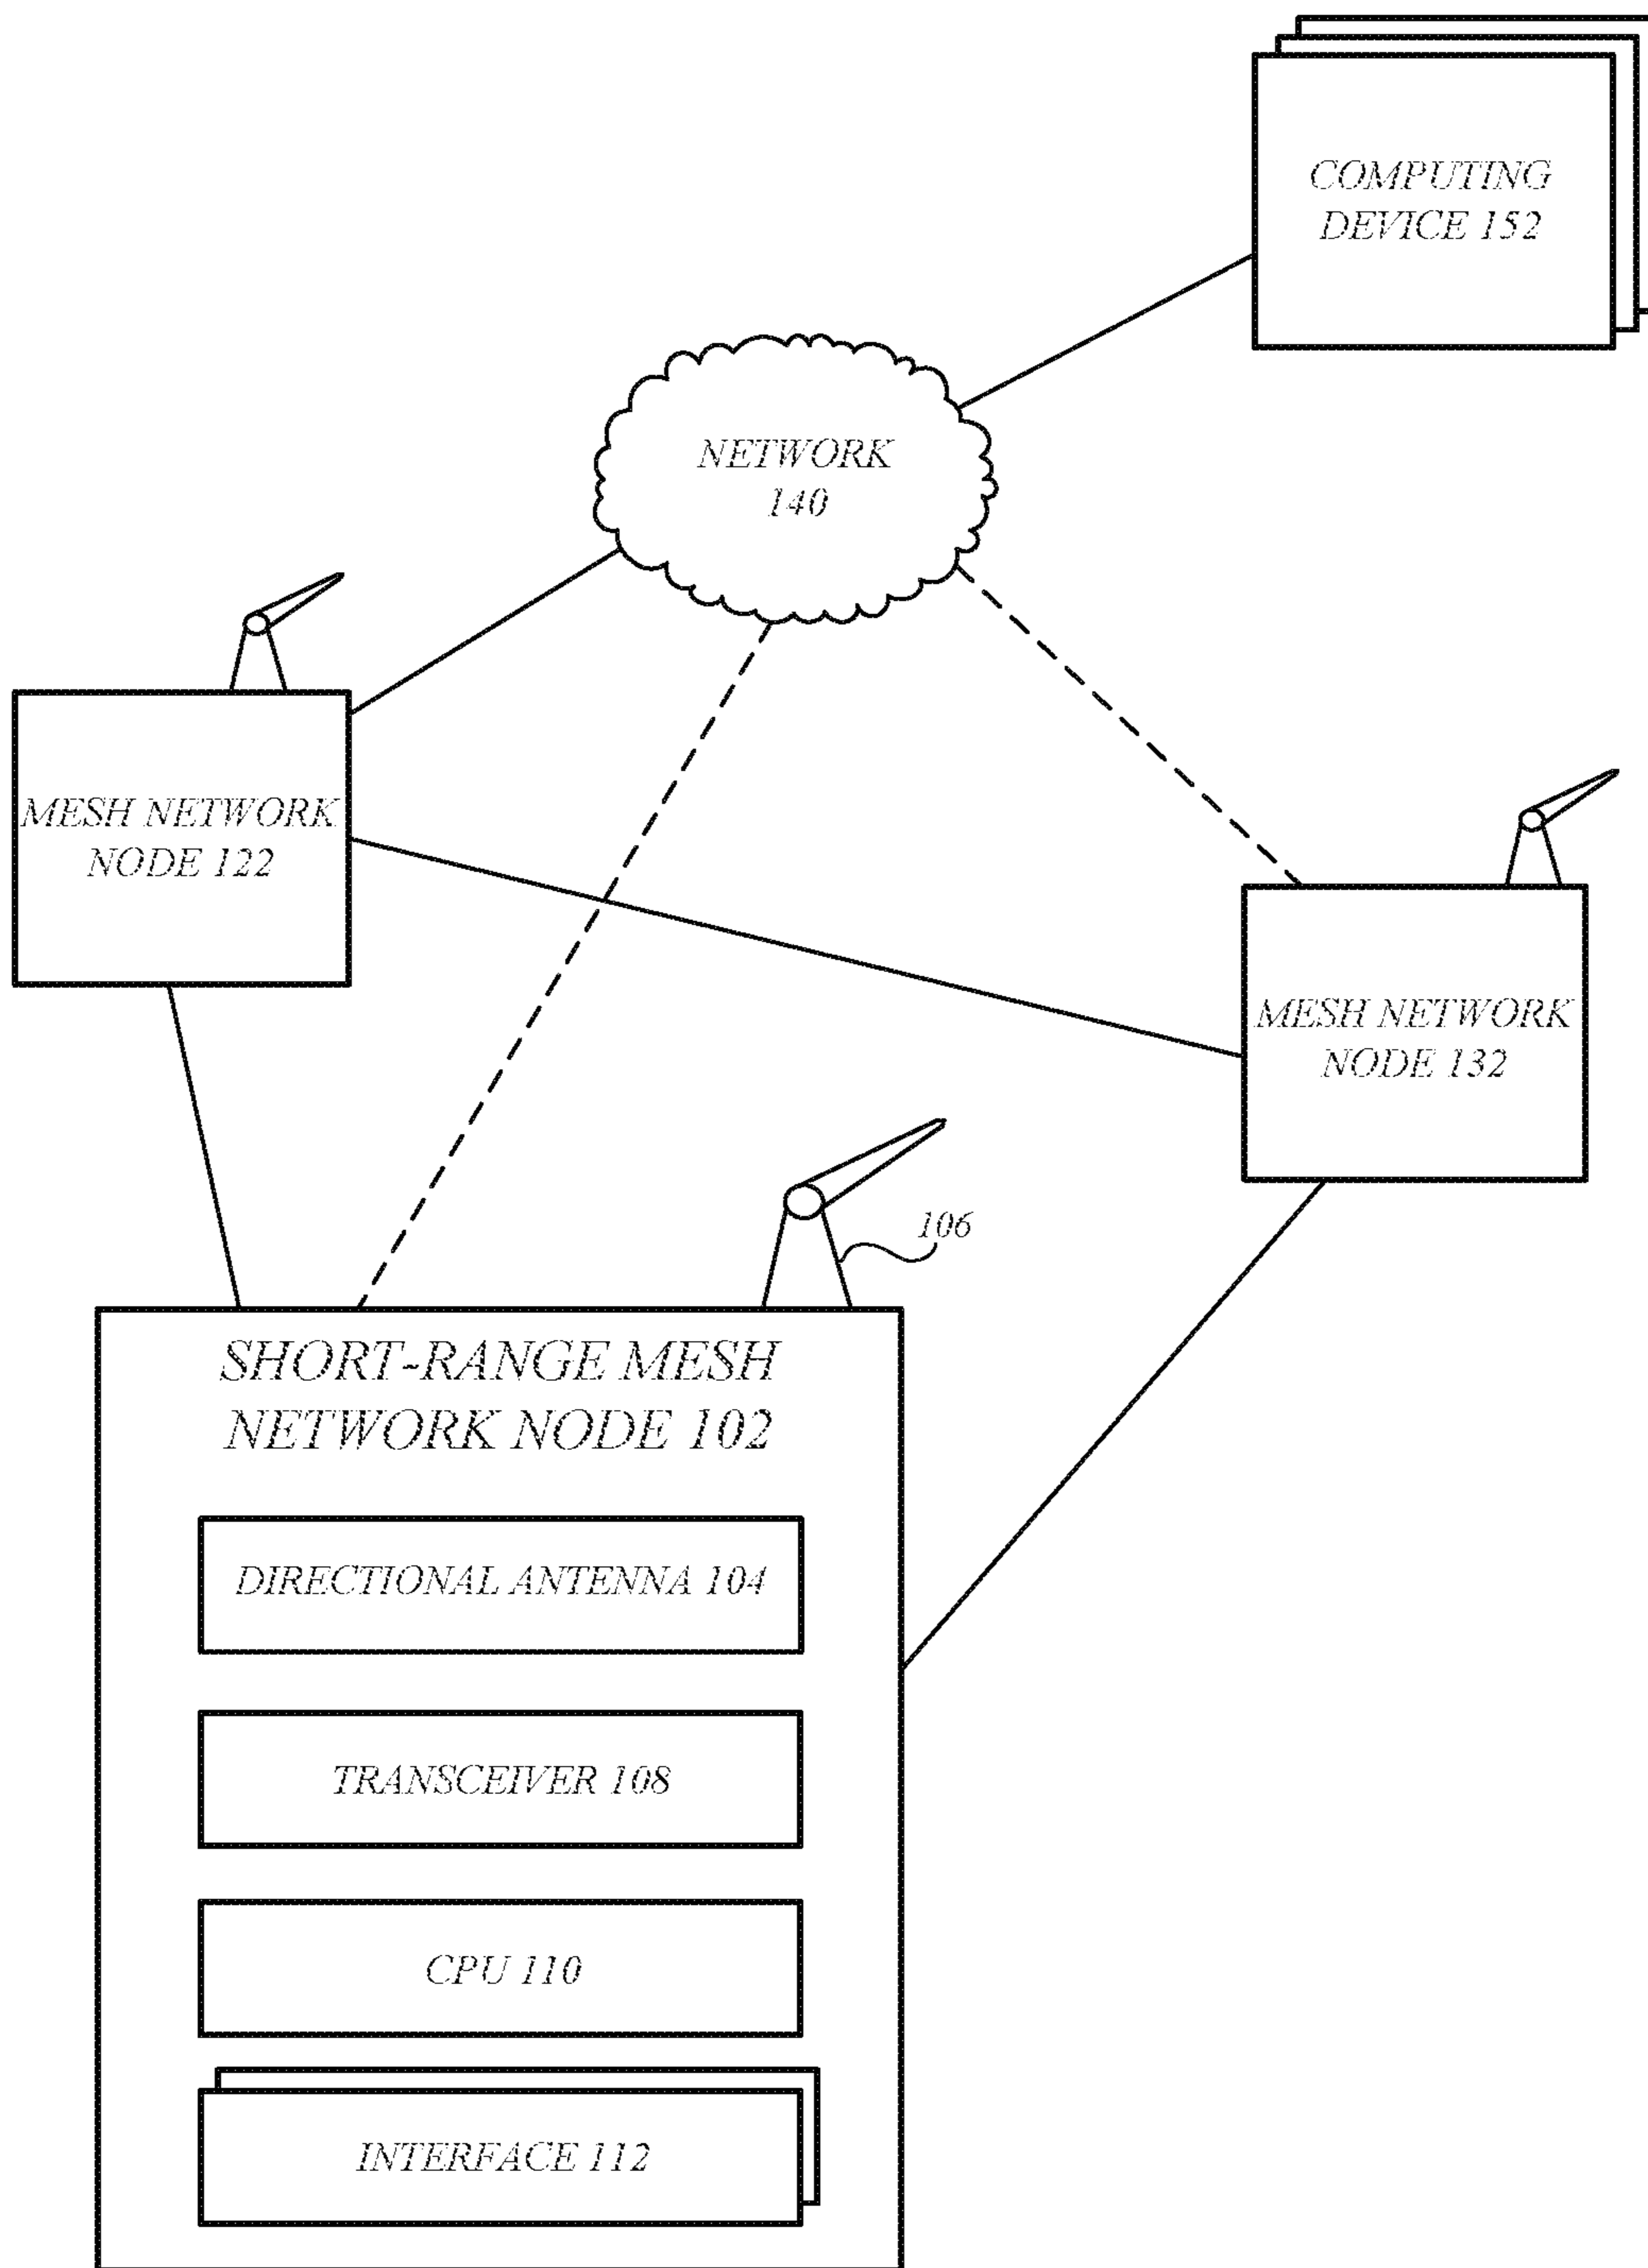 COMPUTING
DEVICE 152
NETWORK
140
MESH NETWORK
NODE 122
MESH NETWORK
NODE 132
106
SHORT-RANGE MESH
NETWORK NODE 102
DIRECTIONAL ANTENNA 104
TRANSCEIVER 108
CPU 110
INTERFACE 112